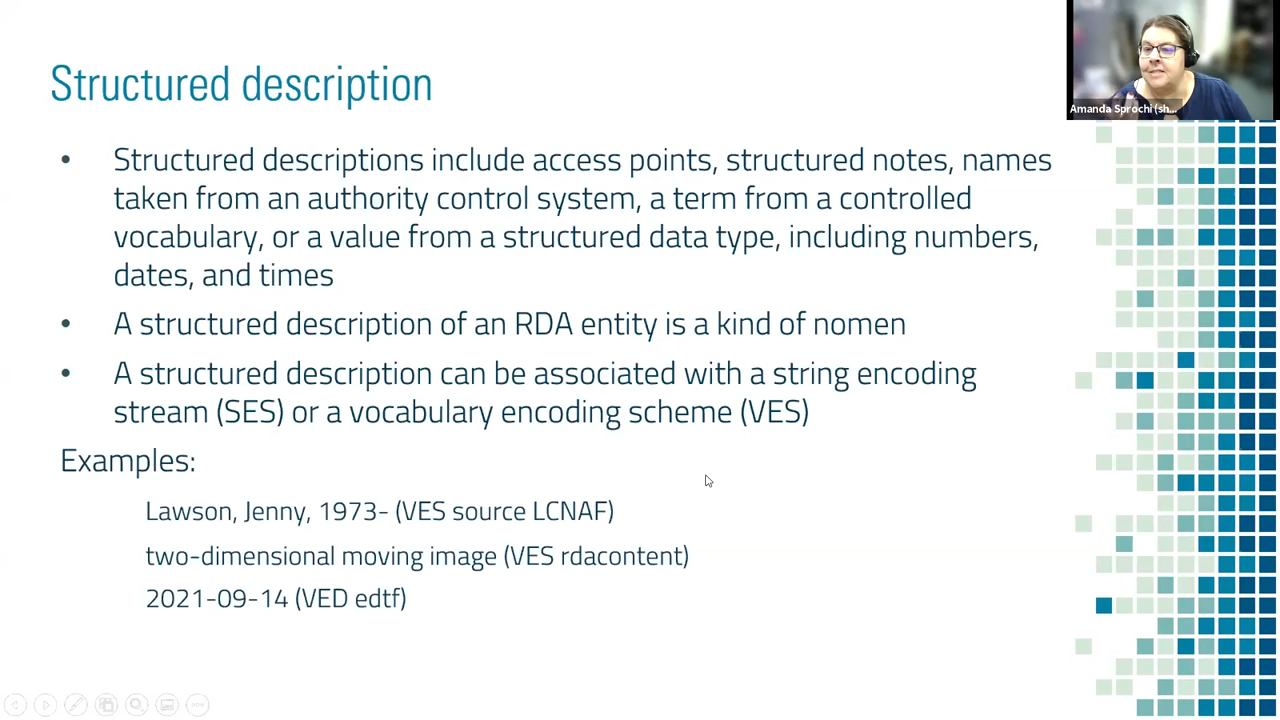 Structured description
Amanda Sprochi (sh...
• Structured descriptions include access points, structured notes, names
taken from an authority control system, a term from a controlled
vocabulary, or a value from a structured data type, including numbers,
dates, and times
• A structured description of an RDA entity is a kind of nomen
• A structured description can be associated with a string encoding
stream (SES) or a vocabulary encoding scheme (VES)
Examples:
Lawson, Jenny, 1973- (VES source LCNAF)
two-dimensional moving image (VES rdacontent)
2021-09-14 (VED edtf)